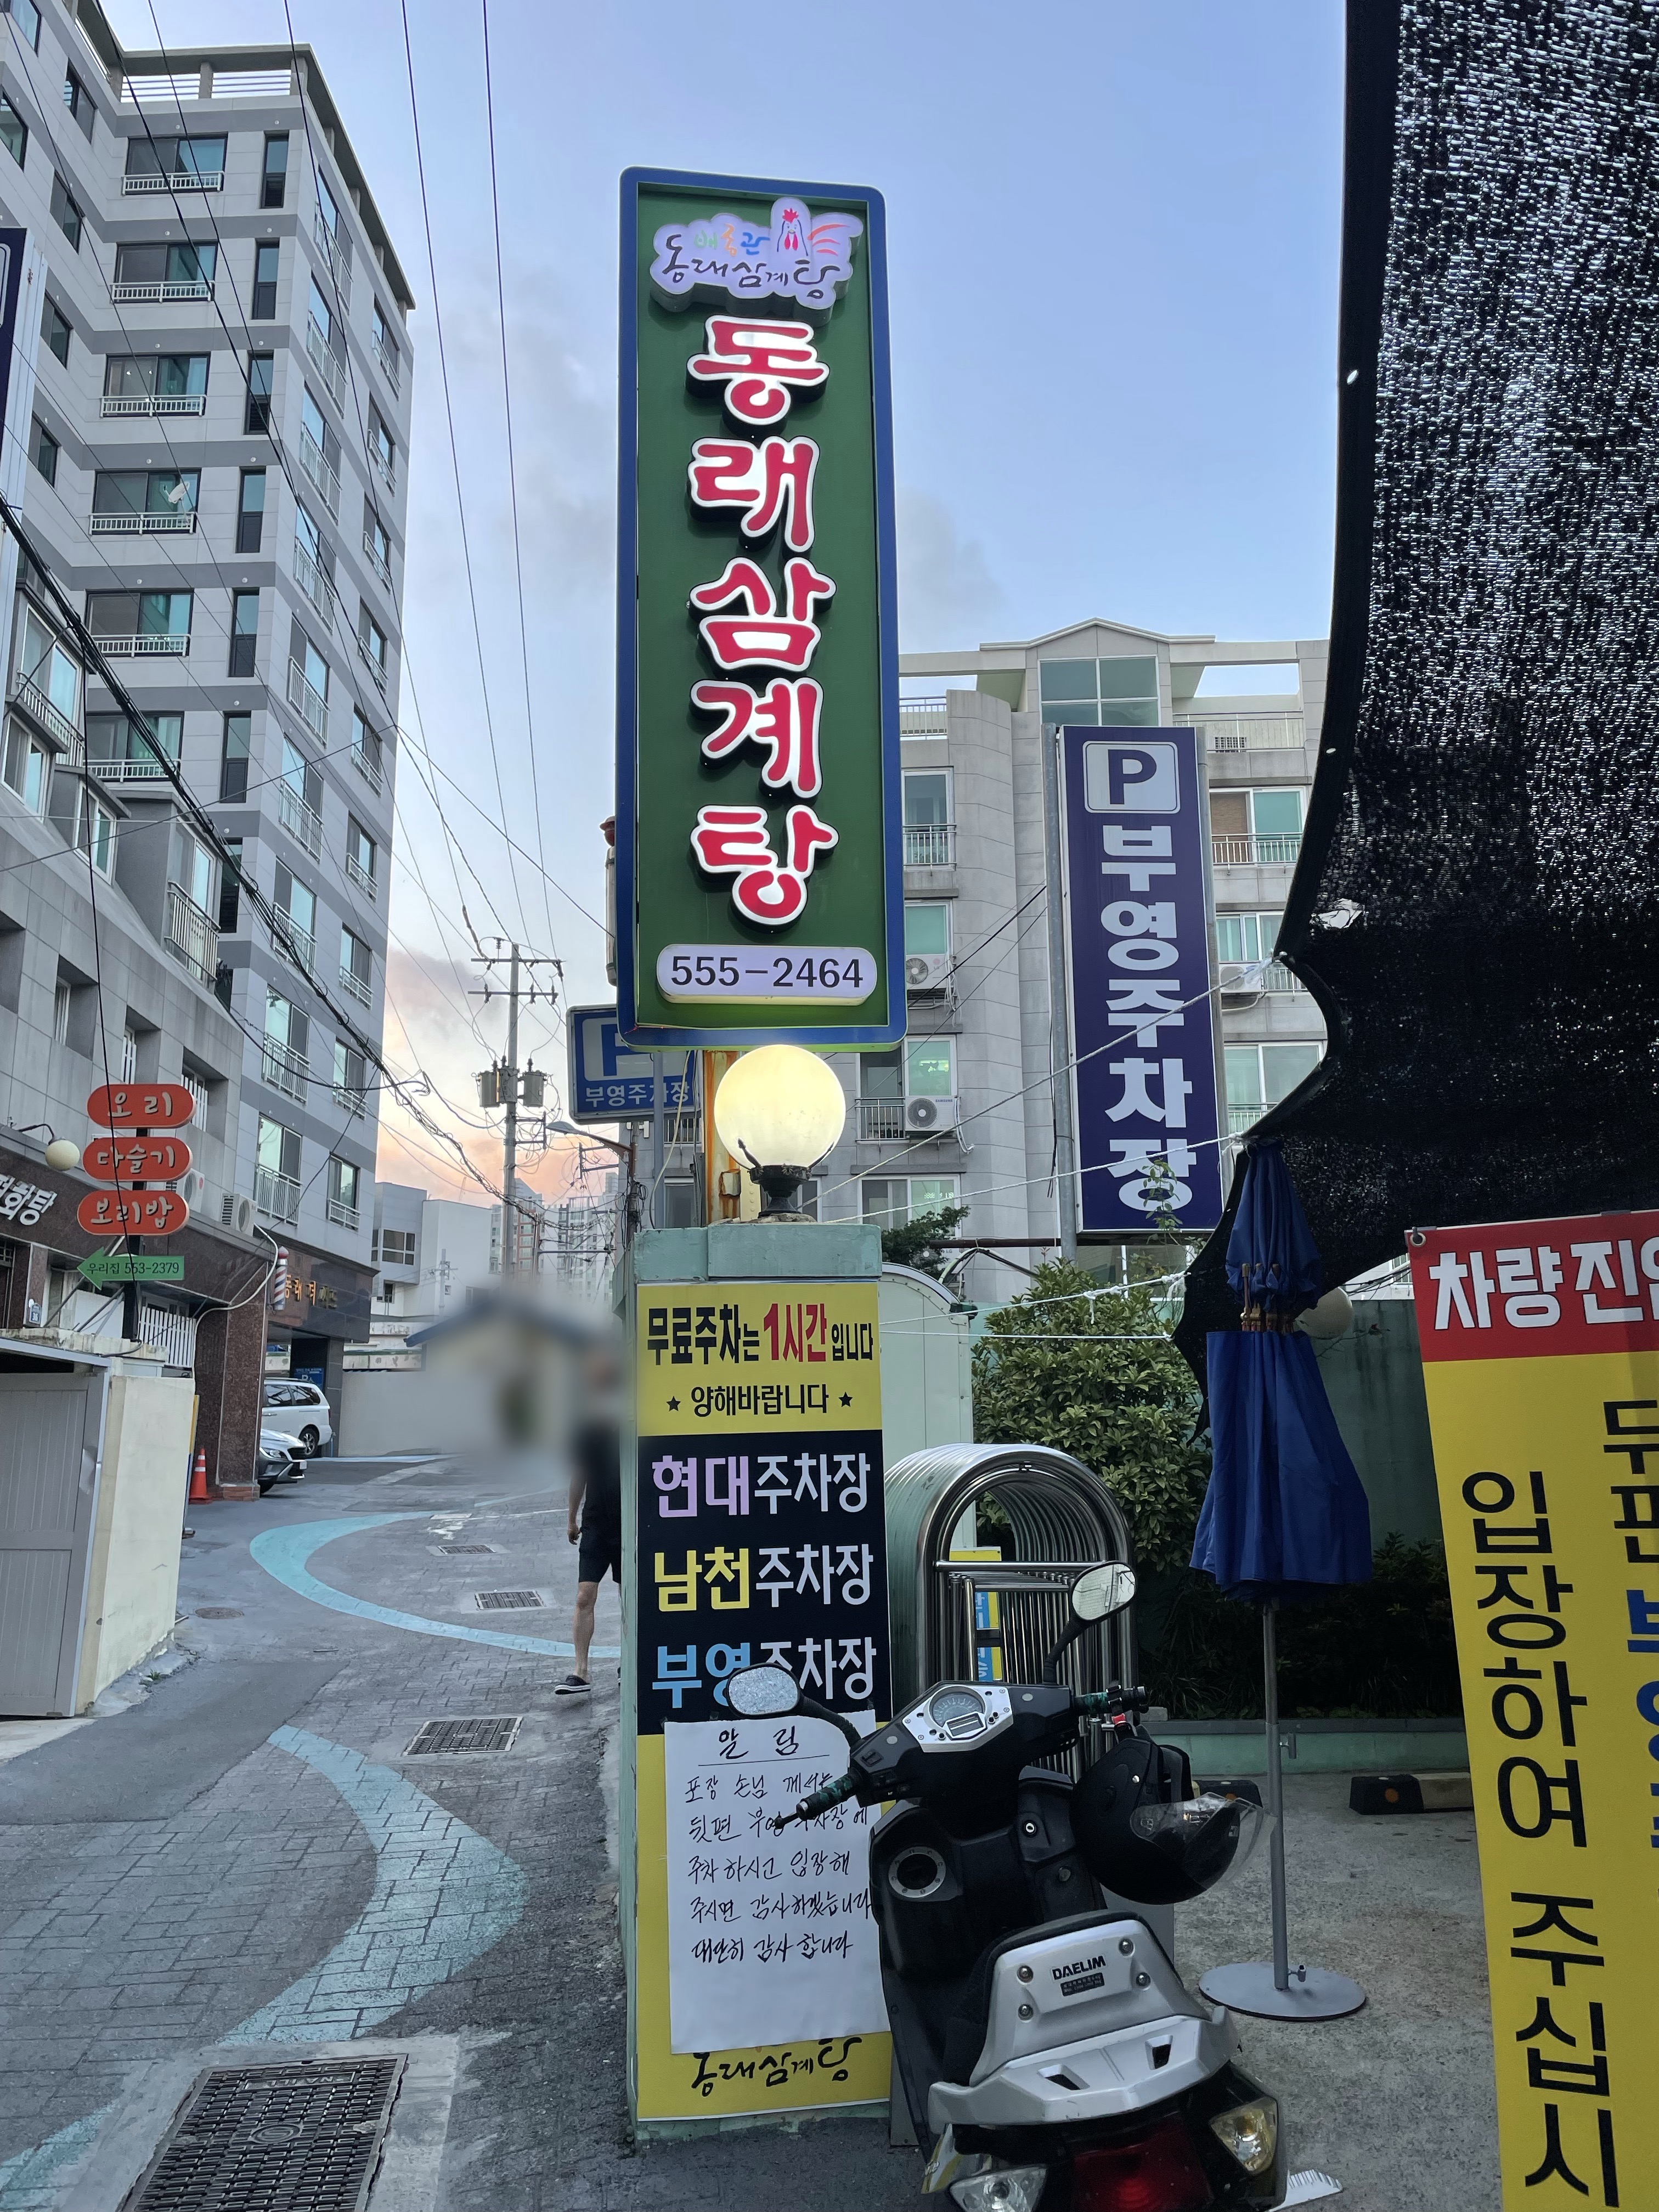 해동관
동래삼계탕
동래삼계탕
555-2464
P
부영주차장
P
부영주차장
오리
다슬기
보리밥
우리집 553-2379
무료주차는 1시간입니다
★ 양해바랍니다 ★
현대주차장
남천주차장
부영주차장
알 림
포장 손님 께서는
뒷편 부영주차장에
주차 하시고 입장해
주시면 감사하겠습니다
대단히 감사 합니다
동래삼계탕
DAELIM
차량진입
뒤편
입장하여 주십시